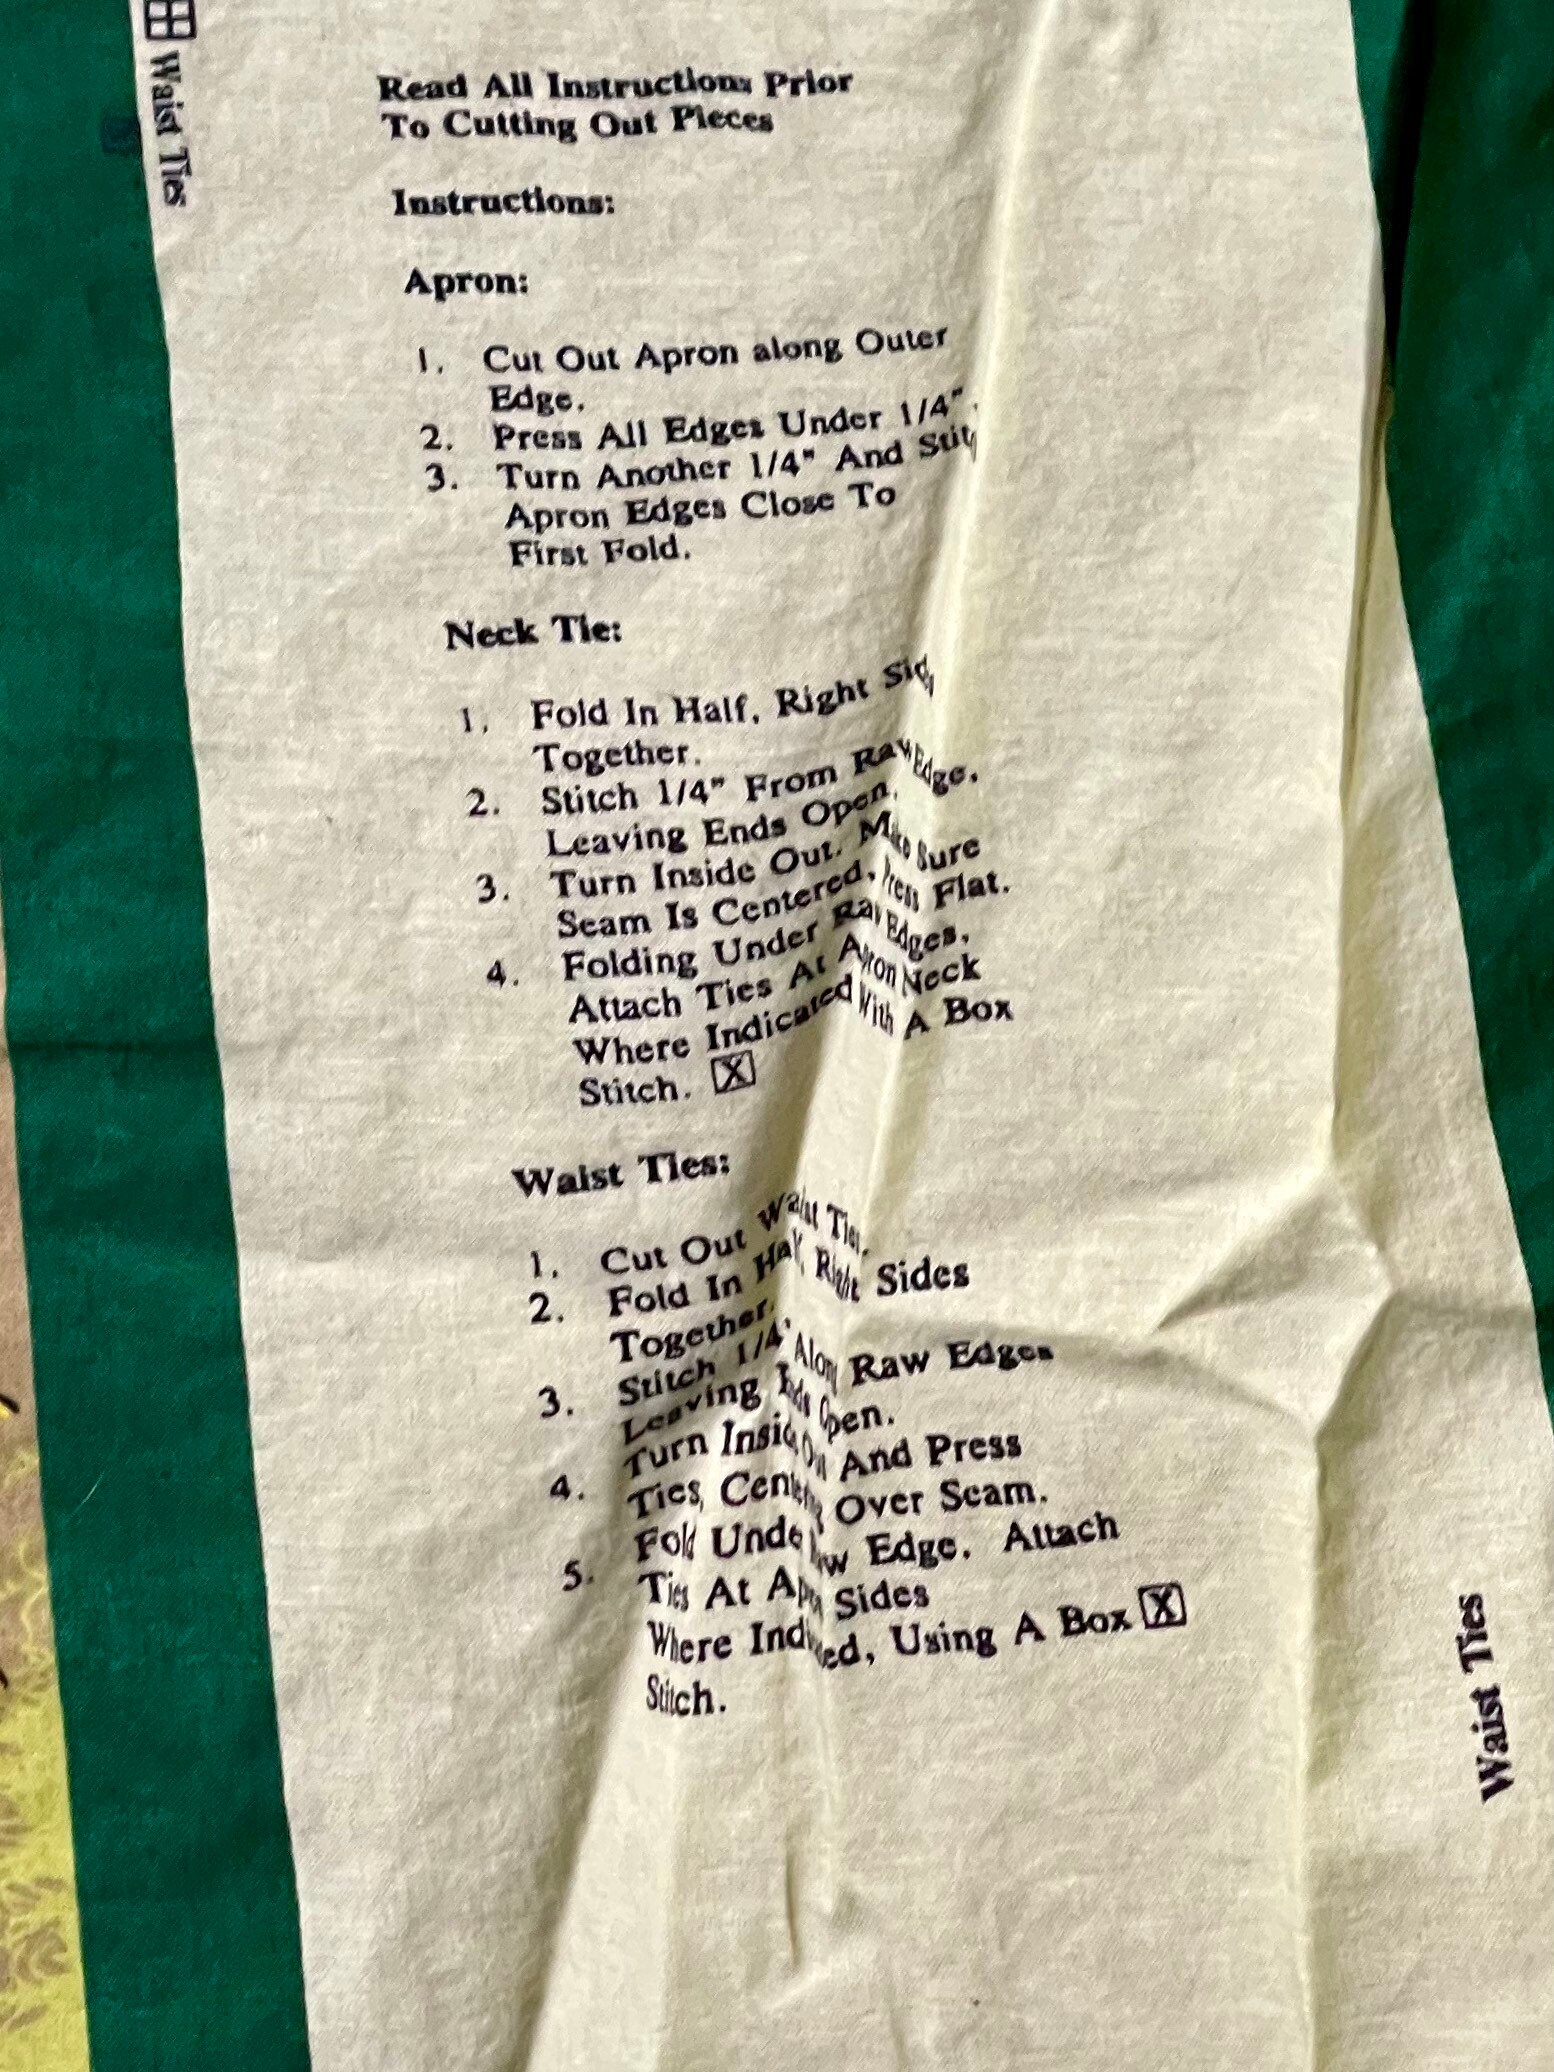 Waist Ties
Read All Instructions Prior
To Cutting Out Pieces
Instructions:
Apron:
1. Cut Out Apron along Outer
Edge.
2. Press All Edges Under 1/4".
3. Turn Another 1/4" And
Apron Edges Close To
First Fold.
Neck Tie:
1. Fold In Half, Right
Together.
2. Stitch 1/4" From Raw Edge,
Leaving Ends Open.
3. Turn Inside Out. Make Sure
Seam Is Centered, Press Flat.
4. Folding Under Raw Edges,
Attach Ties At Apron Neck
Where Indicated With A Box
Stitch. X
Waist Ties:
1. Cut Out Waist Ties.
2. Fold In Half, Right Sides
Together.
3. Stitch 1/4" Along Raw Edges
Leaving Ends Open.
4. Turn Inside Out And Press
Ties, Over Seam.
5. Fold Under Raw Edge. Attach
Ties At Apron Sides
Where Indicated, Using A Box X
Stitch.
Waist Ties